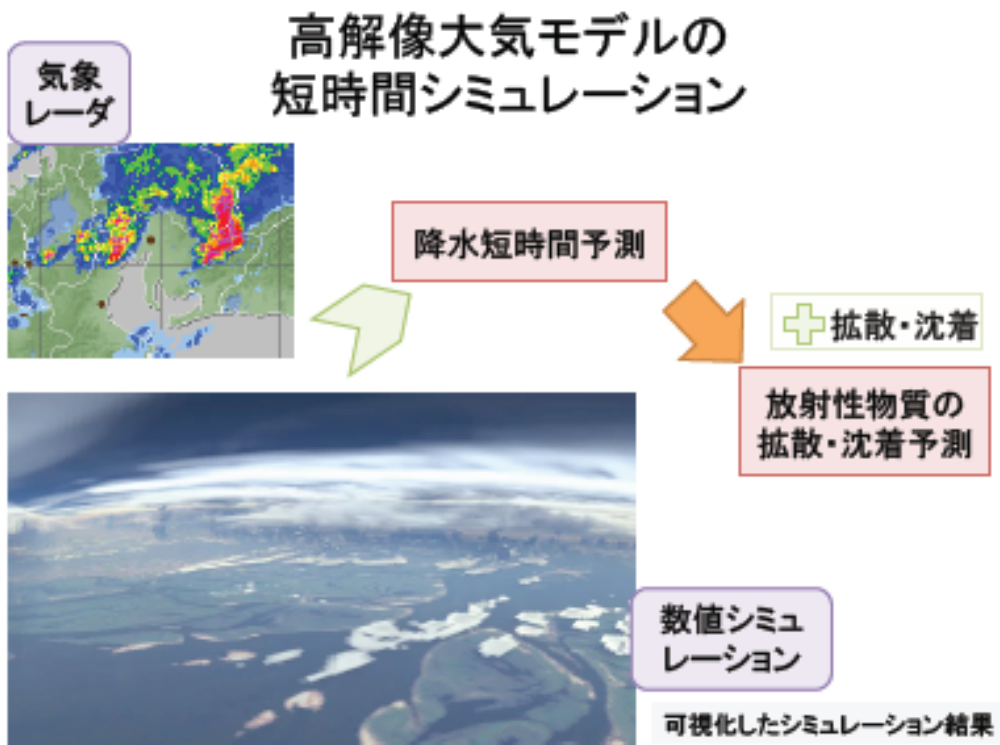 高解像大気モデルの
短時間シミュレーション
気象
レーダ
降水短時間予測
拡散・沈着
放射性物質の
拡散・沈着予測
数値シミュ
レーション
可視化したシミュレーション結果